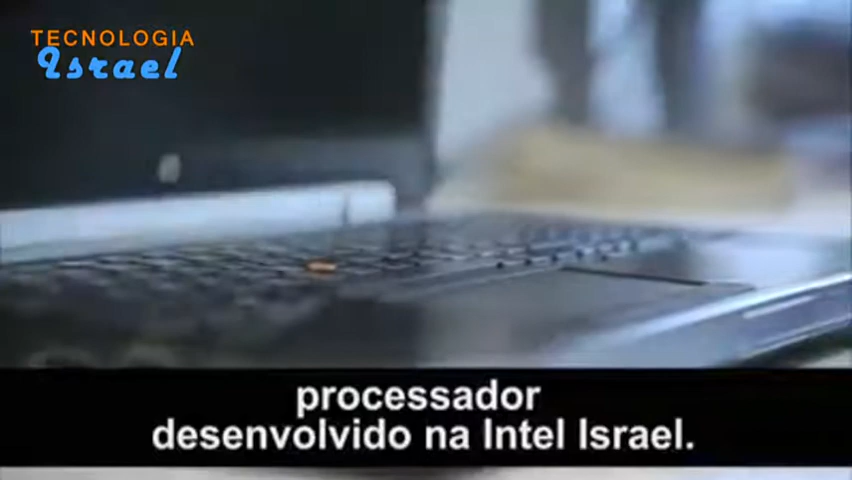 TECNOLOGIA
Israel
processador
desenvolvido na Intel Israel.